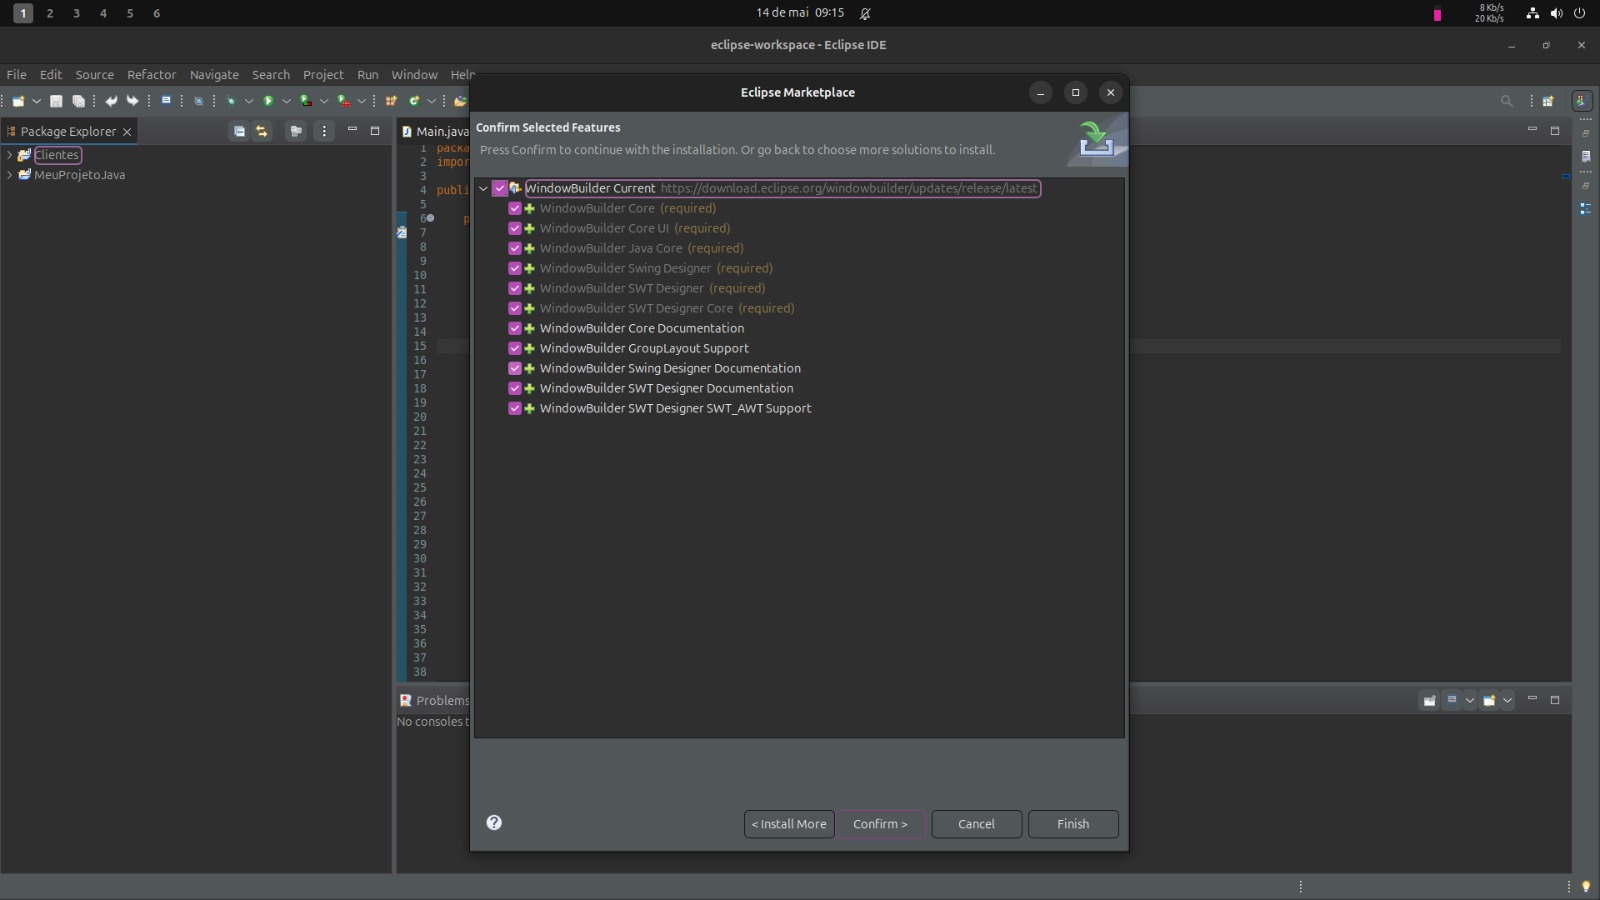 1 2 3 4 5 6
14 de mai 09:15
8 Kb/s
20 Kb/s
eclipse-workspace - Eclipse IDE
File Edit Source Refactor Navigate Search Project Run Window Help
Eclipse Marketplace
Package Explorer
Main.java
Confirm Selected Features
Press Confirm to continue with the installation. Or go back to choose more solutions to install.
Clientes
MeuProjetoJava
1 packa
2 impor
3
4 publi
5
6 p
7
8
9
10
11
12
13
14
15
16
17
18
19
20
21
22
23
24
25
26
27
28
29
30
31
32
33
34
35
36
37
38
WindowBuilder Current https://download.eclipse.org/windowbuilder/updates/release/latest
WindowBuilder Core (required)
WindowBuilder Core UI (required)
WindowBuilder Java Core (required)
WindowBuilder Swing Designer (required)
WindowBuilder SWT Designer (required)
WindowBuilder SWT Designer Core (required)
WindowBuilder Core Documentation
WindowBuilder GroupLayout Support
WindowBuilder Swing Designer Documentation
WindowBuilder SWT Designer Documentation
WindowBuilder SWT Designer SWT_AWT Support
Problems
No consoles t
< Install More Confirm > Cancel Finish